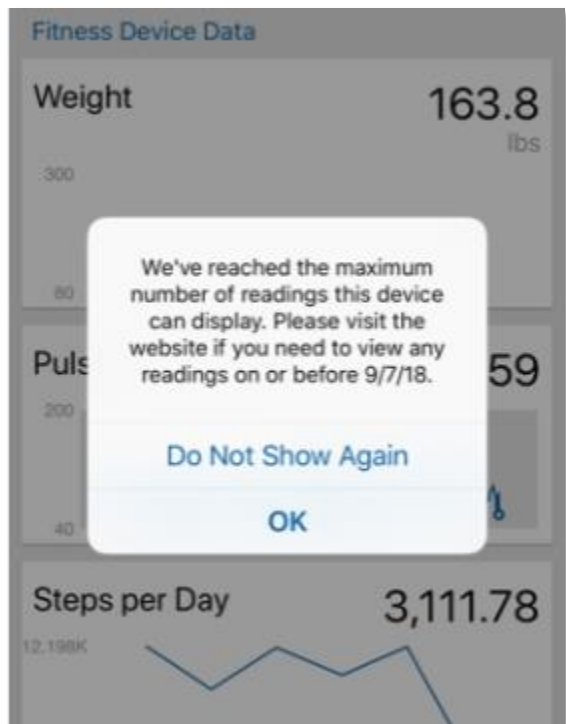 Fitness Device Data
Weight
163.8
lbs
300
80
We've reached the maximum
number of readings this device
can display. Please visit the
website if you need to view any
readings on or before 9/7/18.
Puls
59
200
40
Do Not Show Again
OK
Steps per Day
3,111.78
12.198K